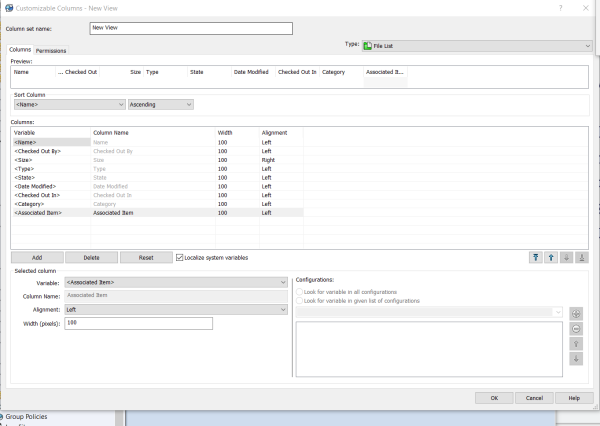 Customizable Columns - New View
Column set name: New View
Type: File List
Columns Permissions
Preview:
Name ... Checked Out Size Type State Date Modified Checked Out In Category Associated It...
Sort Column
<Name> Ascending
Columns:
Variable Column Name Width Alignment
<Name> Name 100 Left
<Checked Out By> Checked Out By 100 Left
<Size> Size 100 Right
<Type> Type 100 Left
<State> State 100 Left
<Date Modified> Date Modified 100 Left
<Checked Out In> Checked Out In 100 Left
<Category> Category 100 Left
<Associated Item> Associated Item 100 Left
Add Delete Reset Localize system variables
Selected column
Variable: <Associated Item>
Column Name: Associated Item
Alignment: Left
Width (pixels): 100
Configurations:
Look for variable in all configurations
Look for variable in given list of configurations
OK Cancel Help
Group Policies